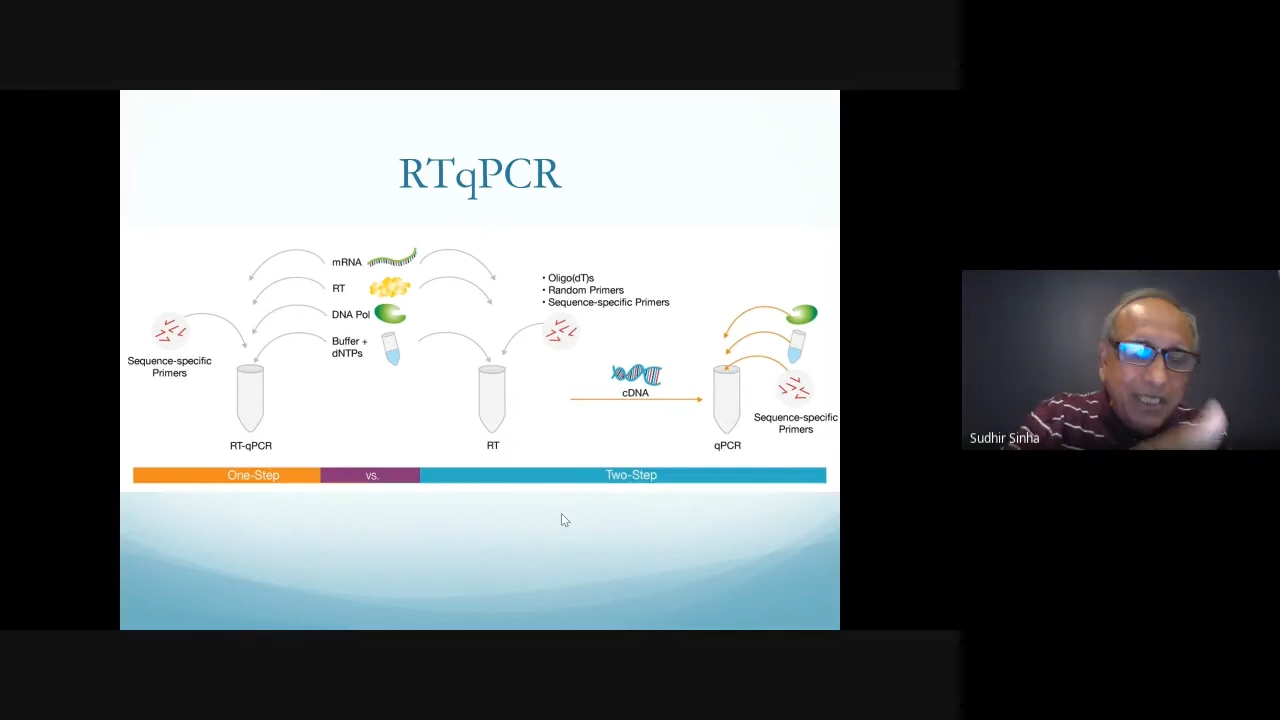 RTqPCR
mRNA
RT
DNA Pol
Buffer +
dNTPs
Sequence-specific
Primers
RT-qPCR
• Oligo(dT)s
• Random Primers
• Sequence-specific Primers
RT
cDNA
Sequence-specific
Primers
qPCR
One-Step
vs.
Two-Step
Sudhir Sinha